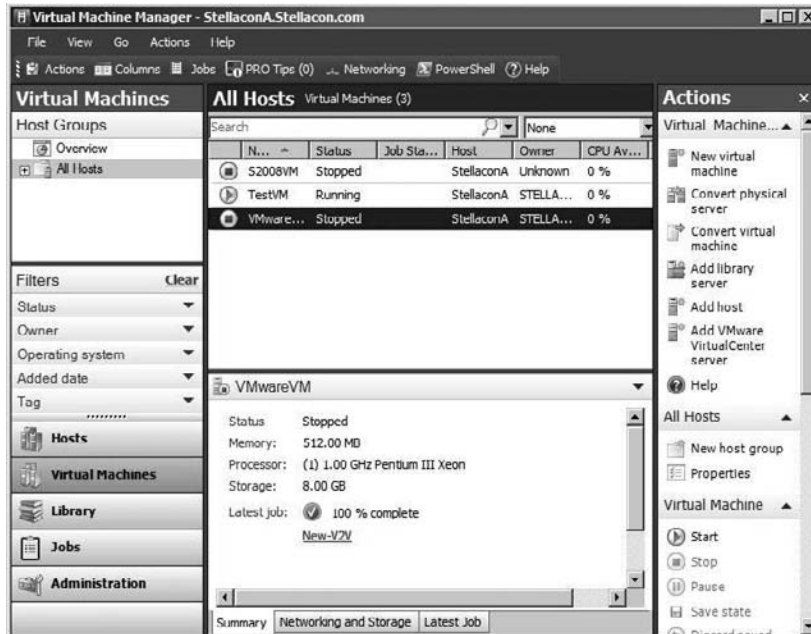 Virtual Machine Manager - StellaconA.Stellacon.com
File View Go Actions Help
Actions Columns Jobs PRO Tips (0) Networking PowerShell Help
Virtual Machines
Host Groups
Overview
All Hosts
Filters Clear
Status
Owner
Operating system
Added date
Tag
Hosts
Virtual Machines
Library
Jobs
Administration
All Hosts Virtual Machines (3)
Search None
N... Status Job Sta... Host Owner CPU Av...
S2008VM Stopped StellaconA Unknown 0 %
TestVM Running StellaconA STELLA... 0 %
VMware... Stopped StellaconA STELLA... 0 %
VMwareVM
Status Stopped
Memory: 512.00 MB
Processor: (1) 1.00 GHz Pentium III Xeon
Storage: 8.00 GB
Latest job: 100 % complete
New-V2V
Summary Networking and Storage Latest Job
Actions
Virtual Machine...
New virtual
machine
Convert physical
server
Convert virtual
machine
Add library
server
Add host
Add VMware
VirtualCenter
server
Help
All Hosts
New host group
Properties
Virtual Machine
Start
Stop
Pause
Save state